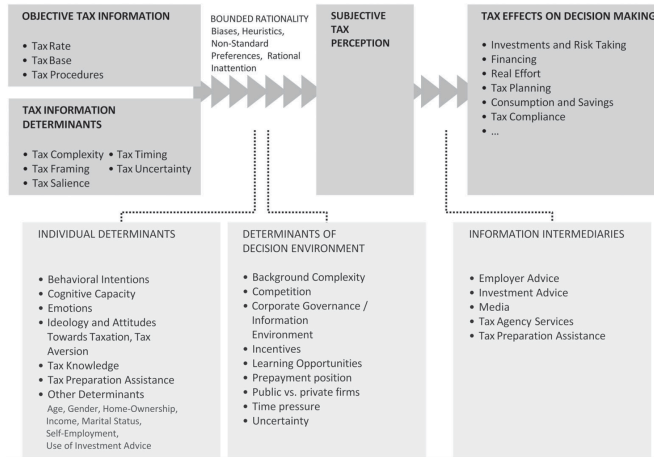 OBJECTIVE TAX INFORMATION
• Tax Rate
• Tax Base
• Tax Procedures
TAX INFORMATION
DETERMINANTS
• Tax Complexity • Tax Timing
• Tax Framing • Tax Uncertainty
• Tax Salience
BOUNDED RATIONALITY
Biases, Heuristics,
Non-Standard
Preferences, Rational
Inattention
SUBJECTIVE
TAX
PERCEPTION
TAX EFFECTS ON DECISION MAKING
• Investments and Risk Taking
• Financing
• Real Effort
• Tax Planning
• Consumption and Savings
• Tax Compliance
• ...
INDIVIDUAL DETERMINANTS
• Behavioral Intentions
• Cognitive Capacity
• Emotions
• Ideology and Attitudes
Towards Taxation, Tax
Aversion
• Tax Knowledge
• Tax Preparation Assistance
• Other Determinants
Age, Gender, Home-Ownership,
Income, Marital Status,
Self-Employment,
Use of Investment Advice
DETERMINANTS OF
DECISION ENVIRONMENT
• Background Complexity
• Competition
• Corporate Governance /
Information
Environment
• Incentives
• Learning Opportunities
• Prepayment position
• Public vs. private firms
• Time pressure
• Uncertainty
INFORMATION INTERMEDIARIES
• Employer Advice
• Investment Advice
• Media
• Tax Agency Services
• Tax Preparation Assistance